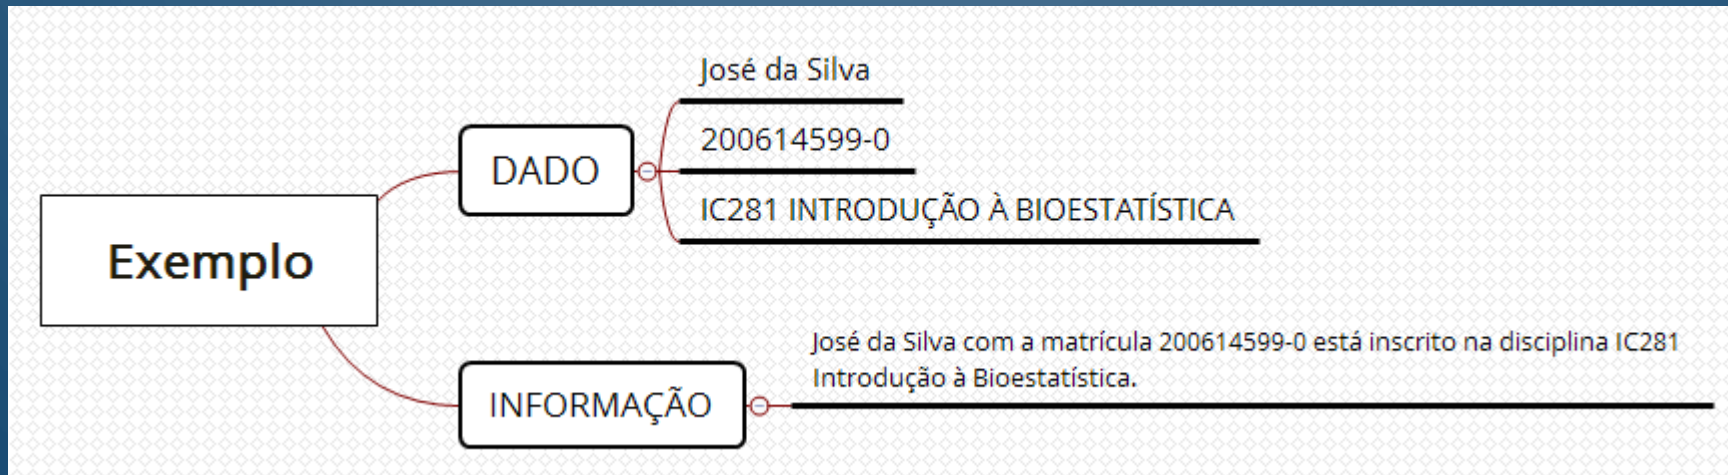 Exemplo
DADO
José da Silva
200614599-0
IC281 INTRODUÇÃO À BIOESTATÍSTICA
INFORMAÇÃO
José da Silva com a matrícula 200614599-0 está inscrito na disciplina IC281
Introdução à Bioestatística.